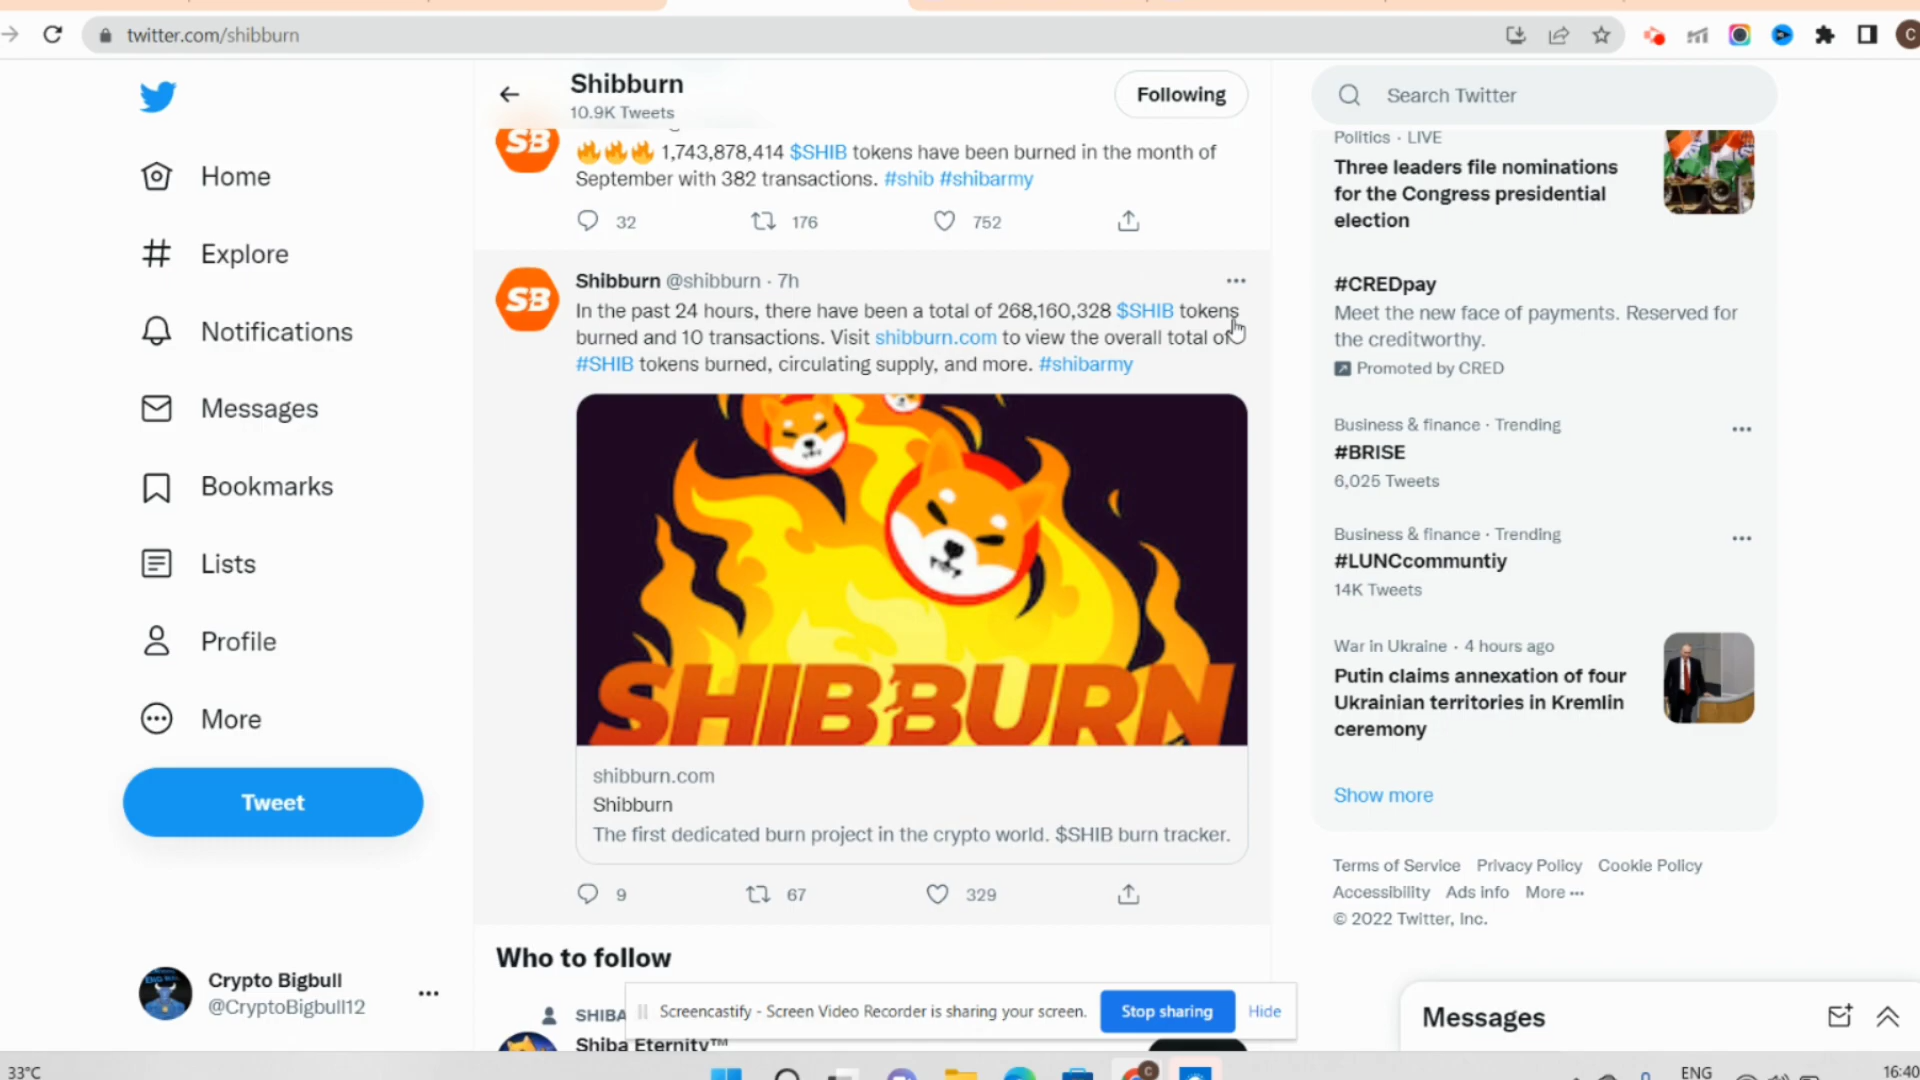 twitter.com/shibburn
C
Home
Explore
Notifications
Messages
Bookmarks
Lists
Profile
More
Tweet
Crypto Bigbull
@CryptoBigbull12
Shibburn
10.9K Tweets
Following
SB
🔥🔥🔥 1,743,878,414 $SHIB tokens have been burned in the month of
September with 382 transactions. #shib #shibarmy
32 176 752
SB
Shibburn @shibburn · 7h
In the past 24 hours, there have been a total of 268,160,328 $SHIB tokens
burned and 10 transactions. Visit shibburn.com to view the overall total of
#SHIB tokens burned, circulating supply, and more. #shibarmy
SHIBBURN
shibburn.com
Shibburn
The first dedicated burn project in the crypto world. $SHIB burn tracker.
9 67 329
Who to follow
SHIBA
Shiba Eternity™
Screencastify - Screen Video Recorder is sharing your screen.
Stop sharing
Hide
Search Twitter
Politics · LIVE
Three leaders file nominations
for the Congress presidential
election
#CREDpay
Meet the new face of payments. Reserved for
the creditworthy.
Promoted by CRED
Business & finance · Trending
#BRISE
6,025 Tweets
Business & finance · Trending
#LUNCcommuntiy
14K Tweets
War in Ukraine · 4 hours ago
Putin claims annexation of four
Ukrainian territories in Kremlin
ceremony
Show more
Terms of Service Privacy Policy Cookie Policy
Accessibility Ads info More ···
© 2022 Twitter, Inc.
Messages
33°C
C
ENG
16:40